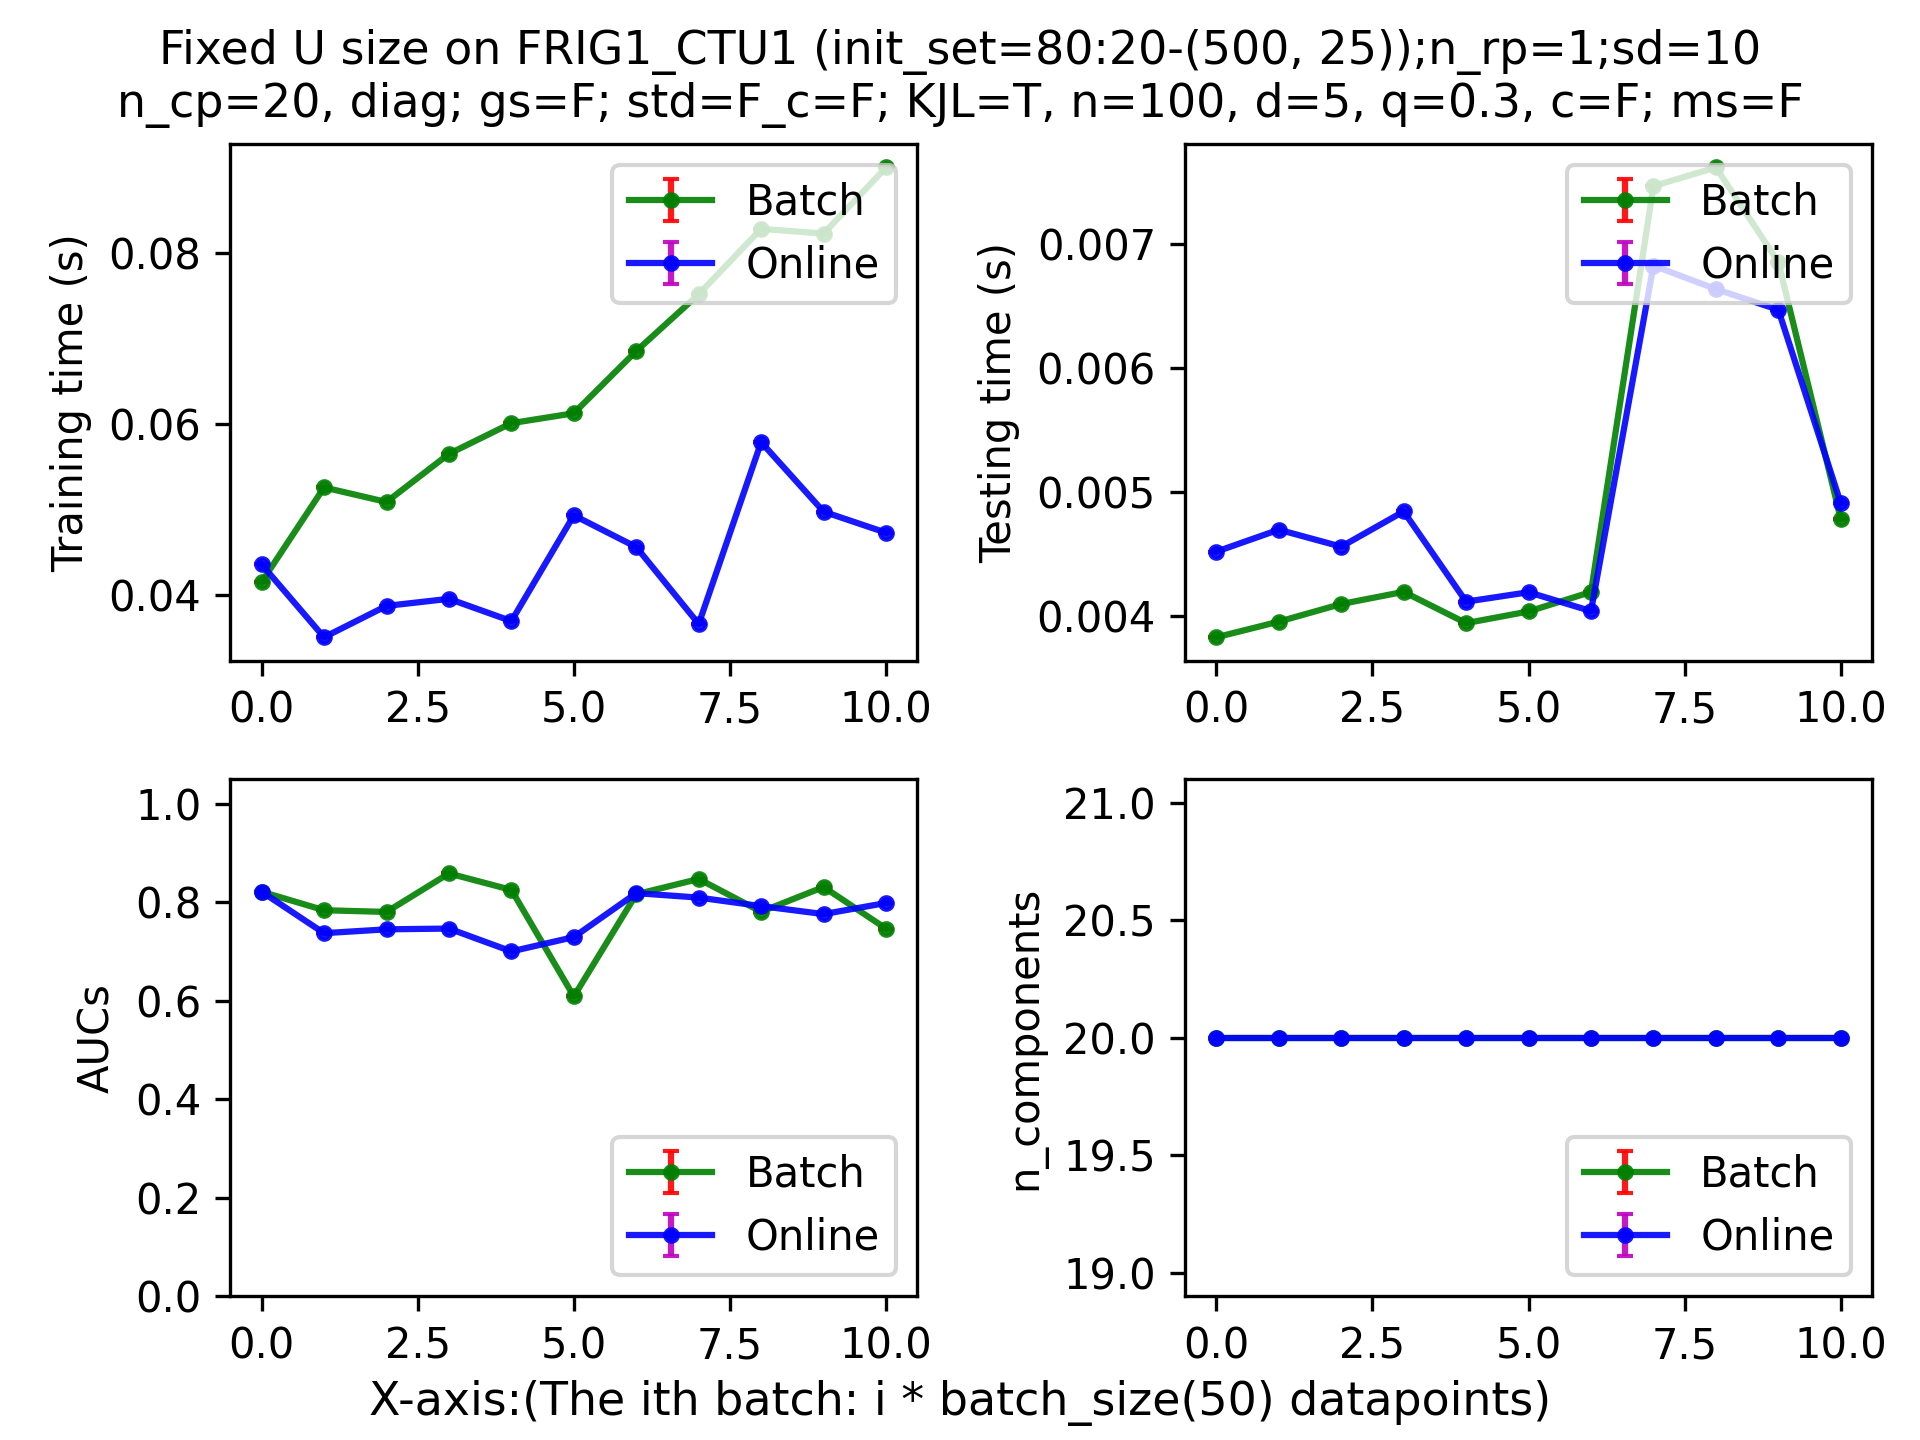 Fixed U size on FRIG1_CTU1 (init_set=80:20-(500, 25));n_rp=1;sd=10
n_cp=20, diag; gs=F; std=F_c=F; KJL=T, n=100, d=5, q=0.3, c=F; ms=F
Training time (s)
0.08
0.06
0.04
Batch
Online
0.0 2.5 5.0 7.5 10.0
Testing time (s)
0.007
0.006
0.005
0.004
Batch
Online
0.0 2.5 5.0 7.5 10.0
AUCs
1.0
0.8
0.6
0.4
0.2
0.0
Batch
Online
0.0 2.5 5.0 7.5 10.0
n_components
21.0
20.5
20.0
19.5
19.0
Batch
Online
0.0 2.5 5.0 7.5 10.0
X-axis:(The ith batch: i * batch_size(50) datapoints)